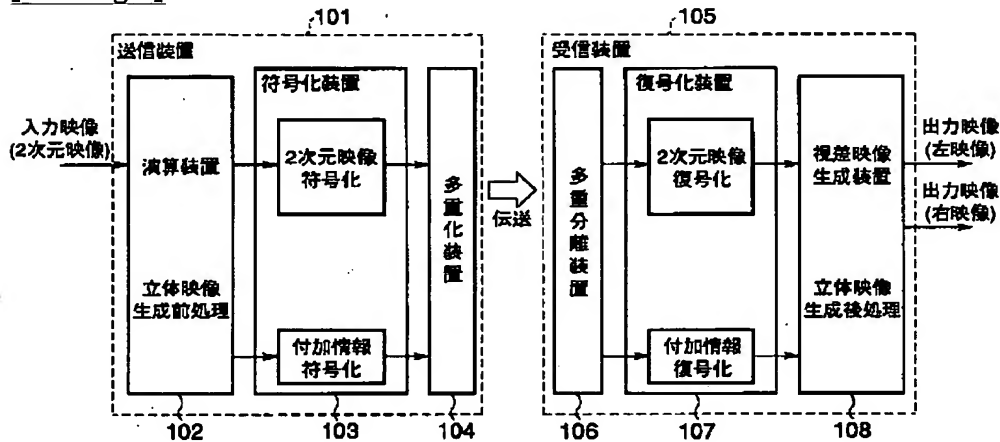 101
105
送信装置
受信装置
入力映像
(2次元映像)
演算装置
立体映像
生成前処理
符号化装置
2次元映像
符号化
付加情報
符号化
多重化装置
伝送
多重分離装置
復号化装置
2次元映像
復号化
付加情報
復号化
視差映像
生成装置
立体映像
生成後処理
出力映像
(左映像)
出力映像
(右映像)
102
103
104
106
107
108